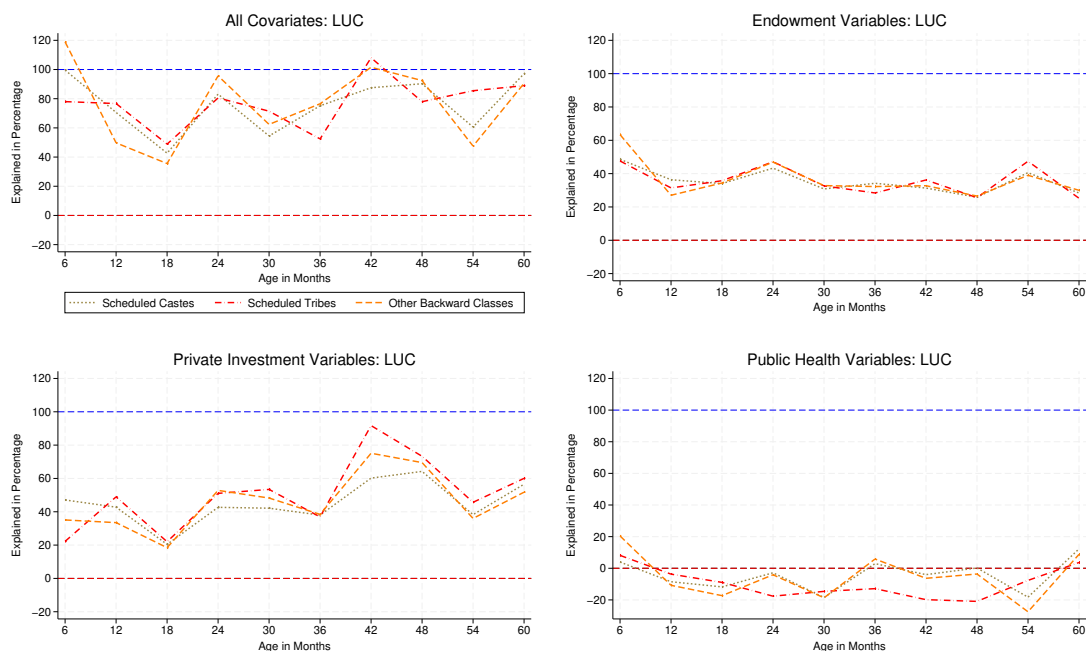 All Covariates: LUC
Explained in Percentage
120
100
80
60
40
20
0
−20
6 12 18 24 30 36 42 48 54 60
Age in Months
Scheduled Castes Scheduled Tribes Other Backward Classes
Endowment Variables: LUC
Explained in Percentage
120
100
80
60
40
20
0
−20
6 12 18 24 30 36 42 48 54 60
Age in Months
Private Investment Variables: LUC
Explained in Percentage
120
100
80
60
40
20
0
−20
6 12 18 24 30 36 42 48 54 60
Age in Months
Public Health Variables: LUC
Explained in Percentage
120
100
80
60
40
20
0
−20
6 12 18 24 30 36 42 48 54 60
Age in Months